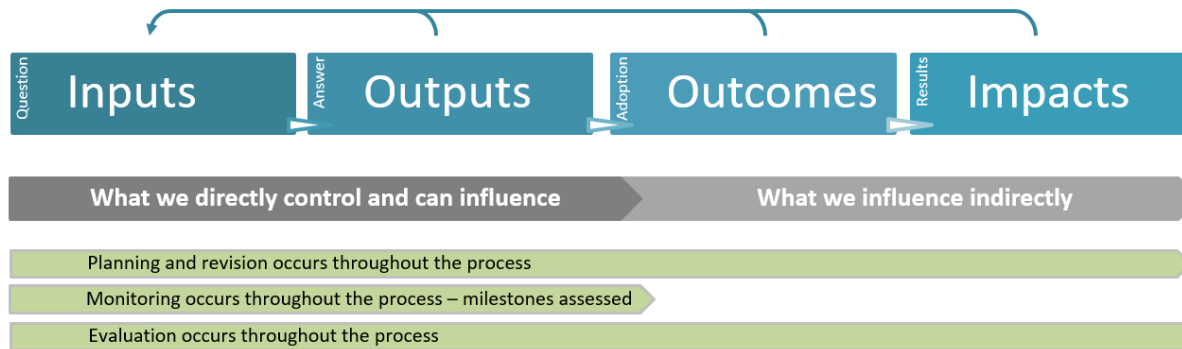 Question
Inputs
Answer
Outputs
Adoption
Outcomes
Results
Impacts
What we directly control and can influence
What we influence indirectly
Planning and revision occurs throughout the process
Monitoring occurs throughout the process – milestones assessed
Evaluation occurs throughout the process